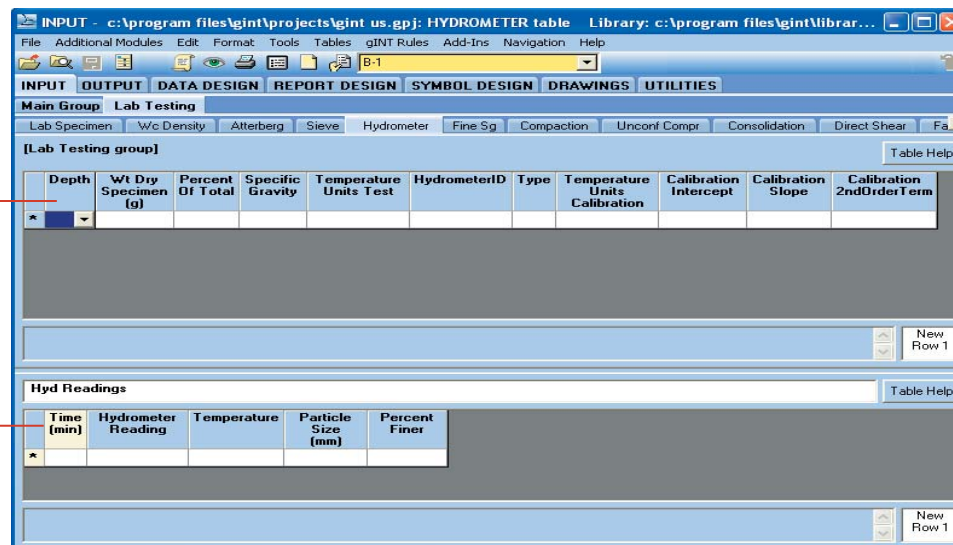 INPUT - c:\program files\gint\projects\gint us.gpj: HYDROMETER table Library: c:\program files\gint\librar...
File Additional Modules Edit Format Tools Tables gINT Rules Add-Ins Navigation Help
B-1
INPUT OUTPUT DATA DESIGN REPORT DESIGN SYMBOL DESIGN DRAWINGS UTILITIES
Main Group Lab Testing
Lab Specimen Wc Density Atterberg Sieve Hydrometer Fine Sg Compaction Unconf Compr Consolidation Direct Shear Fa
[Lab Testing group] Table Help
Depth Wt Dry Percent Specific Temperature HydrometerID Type Temperature Calibration Calibration Calibration
Specimen Of Total Gravity Units Test Units Intercept Slope 2ndOrderTerm
(g) Calibration
*
New
Row 1
Hyd Readings Table Help
Time Hydrometer Temperature Particle Percent
(min) Reading Size Finer
(mm)
*
New
Row 1